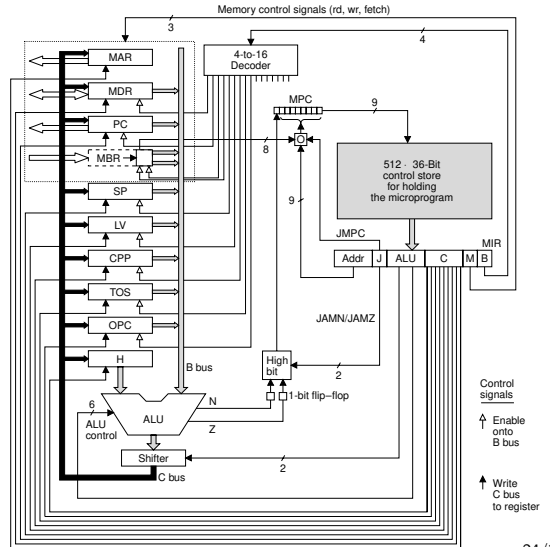 Memory control signals (rd, wr, fetch)
3
4
MAR
MDR
PC
MBR
SP
LV
CPP
TOS
OPC
H
4-to-16
Decoder
MPC
9
8
O
9
512 · 36-Bit
control store
for holding
the microprogram
JMPC
MIR
Addr J ALU C M B
JAMN/JAMZ
High
bit
2
1-bit flip–flop
B bus
N
Z
6
ALU
control
ALU
Shifter
2
C bus
Control
signals
Enable
onto
B bus
Write
C bus
to register